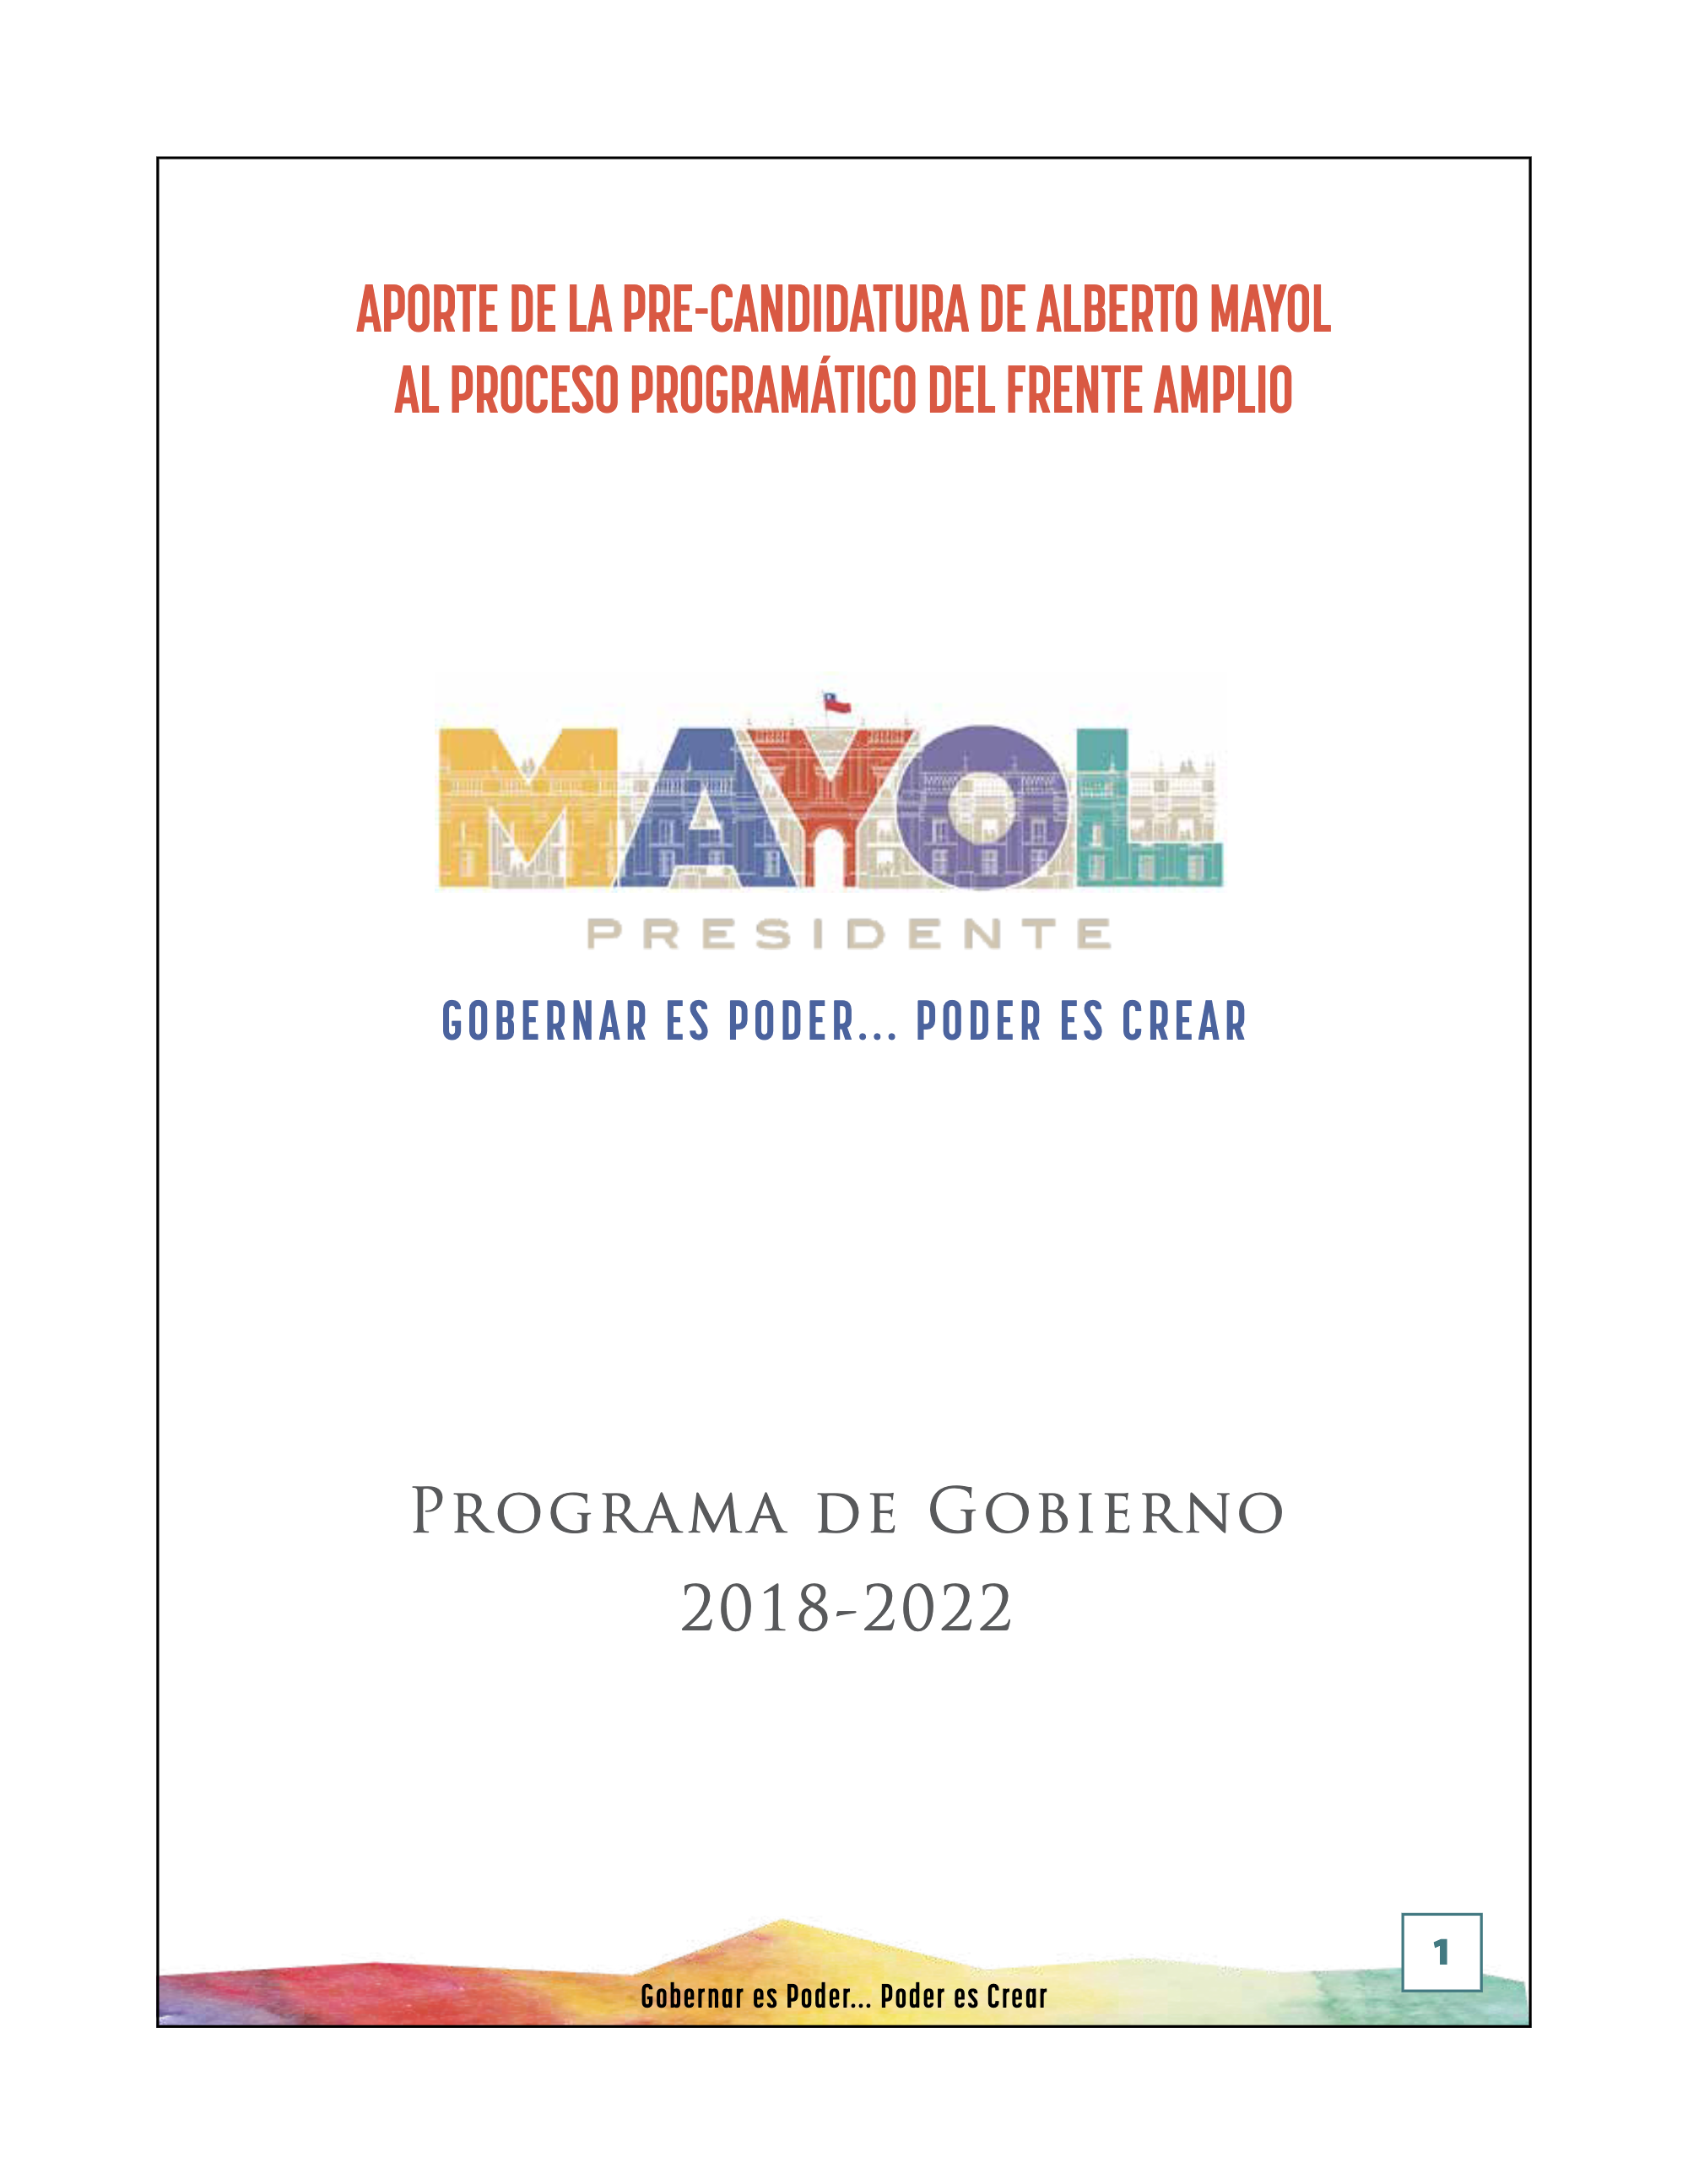 APORTE DE LA PRE-CANDIDATURA DE ALBERTO MAYOL
AL PROCESO PROGRAMÁTICO DEL FRENTE AMPLIO
MAYOL
PRESIDENTE
GOBERNAR ES PODER... PODER ES CREAR
PROGRAMA DE GOBIERNO
2018-2022
1
Gobernar es Poder... Poder es Crear